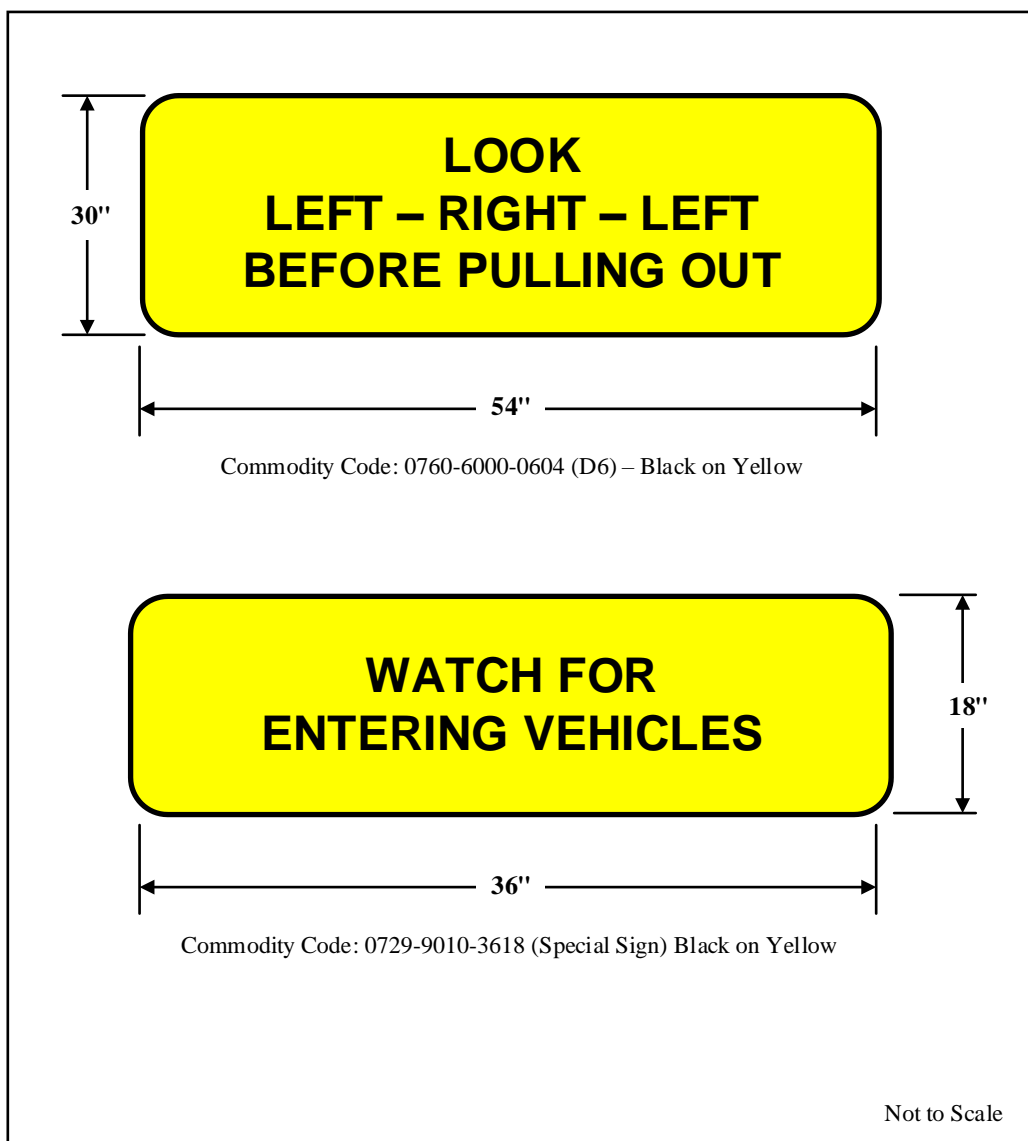 LOOK
LEFT – RIGHT – LEFT
BEFORE PULLING OUT
30"
54"
Commodity Code: 0760-6000-0604 (D6) – Black on Yellow
WATCH FOR
ENTERING VEHICLES
18"
36"
Commodity Code: 0729-9010-3618 (Special Sign) Black on Yellow
Not to Scale